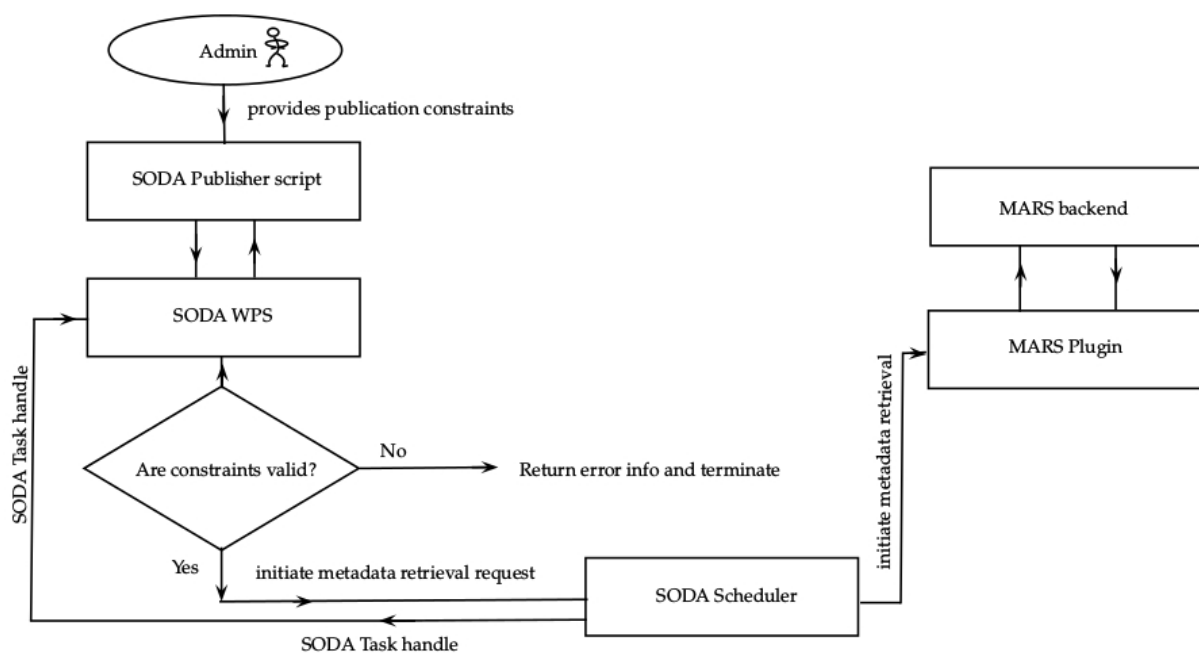 Admin
provides publication constraints
SODA Publisher script
MARS backend
SODA WPS
MARS Plugin
SODA Task handle
initiate metadata retrieval
Are constraints valid?
No
Return error info and terminate
Yes
initiate metadata retrieval request
SODA Scheduler
SODA Task handle